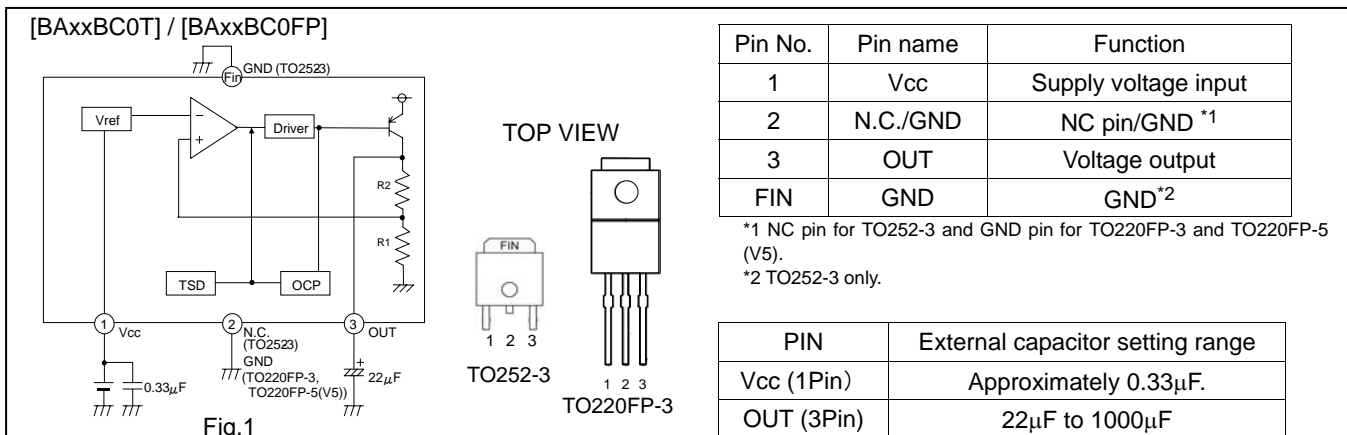 [BAxxBC0T] / [BAxxBC0FP]
Fin
GND (TO2523)
Vref
−
+
Driver
R2
R1
TSD
OCP
1
Vcc
2
N.C.
(TO2523)
GND
(TO220FP-3,
TO220FP-5(V5))
3
OUT
0.33μF
+
22μF
Fig.1
TOP VIEW
FIN
1 2 3
TO252-3
1 2 3
TO220FP-3
Pin No. Pin name Function
1 Vcc Supply voltage input
2 N.C./GND NC pin/GND *1
3 OUT Voltage output
FIN GND GND*2
*1 NC pin for TO252-3 and GND pin for TO220FP-3 and TO220FP-5
(V5).
*2 TO252-3 only.
PIN External capacitor setting range
Vcc (1Pin） Approximately 0.33μF.
OUT (3Pin) 22μF to 1000μF